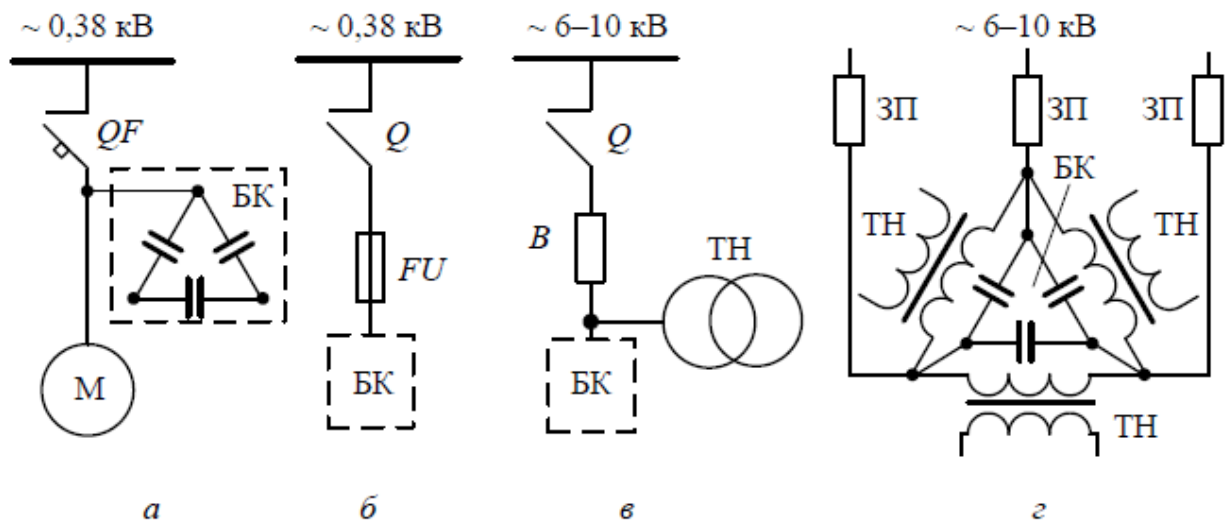 ~ 0,38 кВ
~ 0,38 кВ
~ 6–10 кВ
~ 6–10 кВ
QF
Q
Q
ЗП
ЗП
ЗП
БК
БК
ТН
ТН
В
ТН
FU
М
БК
БК
ТН
а
б
в
г